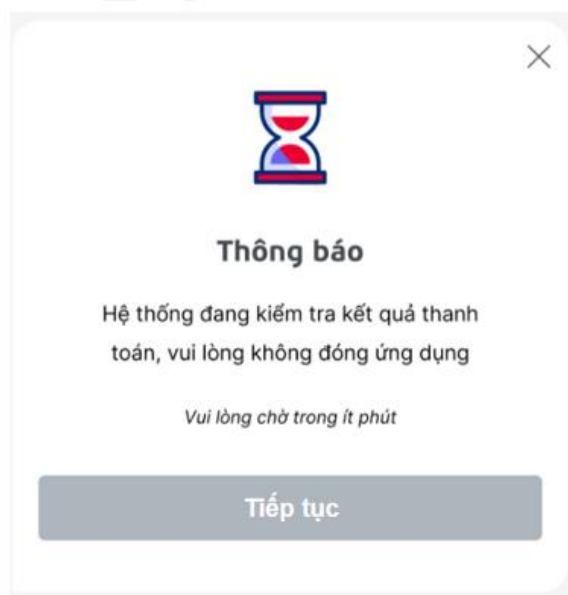 Thông báo
Hệ thống đang kiểm tra kết quả thanh
toán, vui lòng không đóng ứng dụng
Vui lòng chờ trong ít phút
Tiếp tục